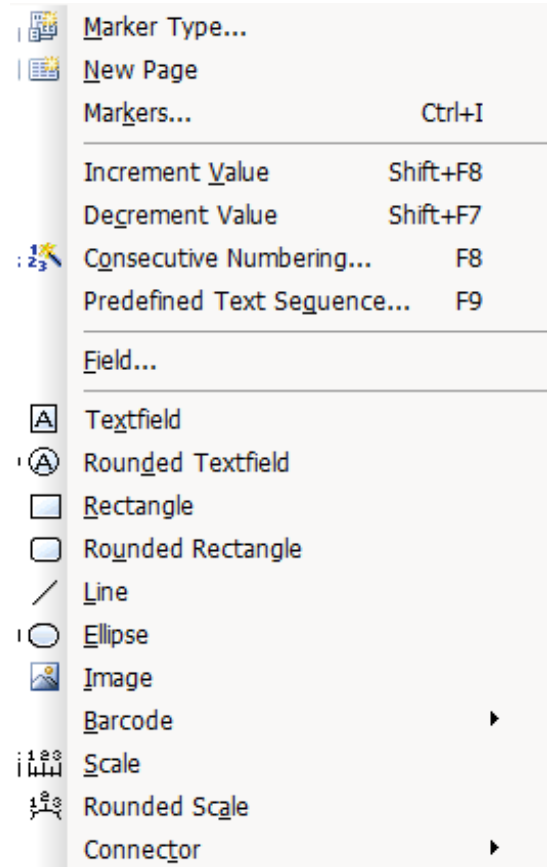 Marker Type...
New Page
Markers... Ctrl+I
Increment Value Shift+F8
Decrement Value Shift+F7
Consecutive Numbering... F8
Predefined Text Sequence... F9
Field...
Textfield
Rounded Textfield
Rectangle
Rounded Rectangle
Line
Ellipse
Image
Barcode
Scale
Rounded Scale
Connector